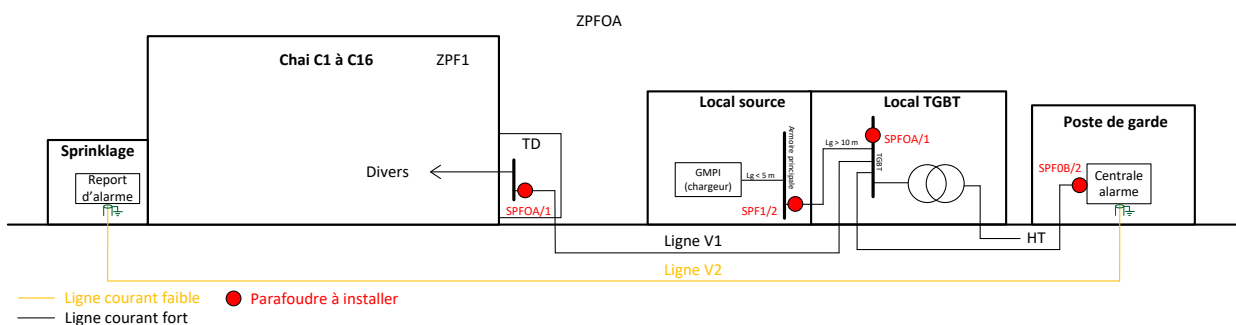 ZPFOA
Chai C1 à C16
ZPF1
Local source
Local TGBT
Poste de garde
Sprinklage
Report
d'alarme
TD
Divers
SPFOA/1
GMPI
(chargeur)
Lg < 5 m
Armoire principale
SPF1/2
Lg > 10 m
TGBT
SPFOA/1
SPF0B/2
Centrale
alarme
HT
Ligne V1
Ligne V2
Ligne courant faible
Parafoudre à installer
Ligne courant fort